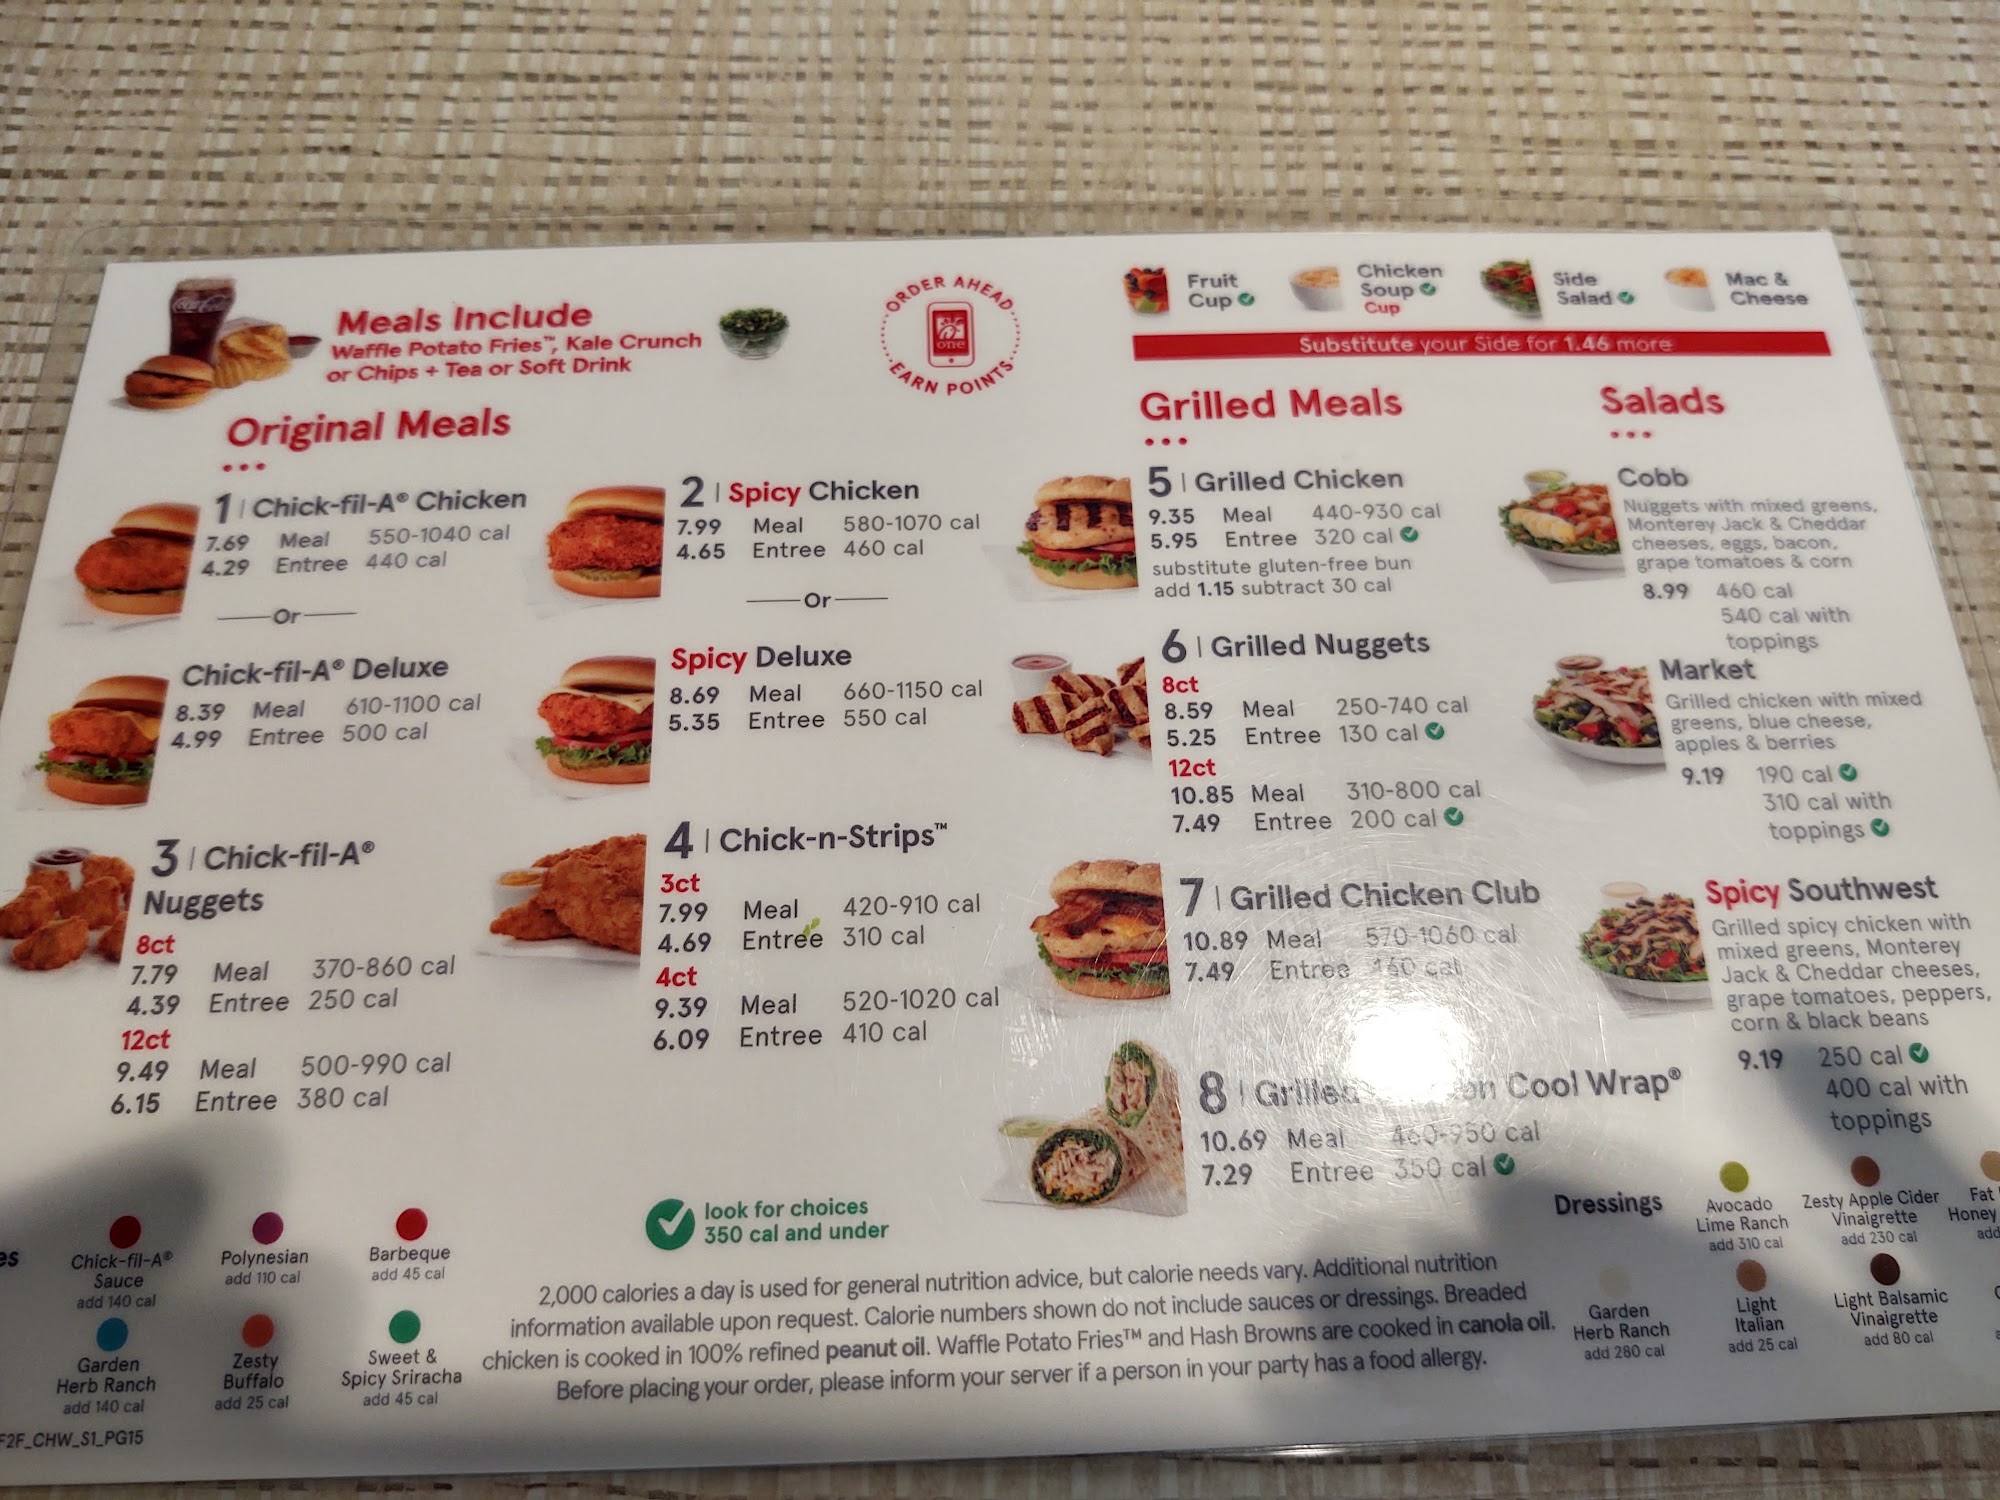 Meals Include
Waffle Potato Fries™, Kale Crunch
or Chips + Tea or Soft Drink
ORDER AHEAD
one
EARN POINTS
Fruit
Cup
Chicken
Soup
Cup
Side
Salad
Mac &
Cheese
Substitute your Side for 1.46 more
Original Meals
1 | Chick-fil-A® Chicken
7.69 Meal 550-1040 cal
4.29 Entree 440 cal
Or
Chick-fil-A® Deluxe
8.39 Meal 610-1100 cal
4.99 Entree 500 cal
3 | Chick-fil-A®
Nuggets
8ct
7.79 Meal 370-860 cal
4.39 Entree 250 cal
12ct
9.49 Meal 500-990 cal
6.15 Entree 380 cal
2 | Spicy Chicken
7.99 Meal 580-1070 cal
4.65 Entree 460 cal
Or
Spicy Deluxe
8.69 Meal 660-1150 cal
5.35 Entree 550 cal
4 | Chick-n-Strips™
3ct
7.99 Meal 420-910 cal
4.69 Entree 310 cal
4ct
9.39 Meal 520-1020 cal
6.09 Entree 410 cal
Grilled Meals
5 | Grilled Chicken
9.35 Meal 440-930 cal
5.95 Entree 320 cal
substitute gluten-free bun
add 1.15 subtract 30 cal
6 | Grilled Nuggets
8ct
8.59 Meal 250-740 cal
5.25 Entree 130 cal
12ct
10.85 Meal 310-800 cal
7.49 Entree 200 cal
7 | Grilled Chicken Club
10.89 Meal 570-1060 cal
7.49 Entree cal
8 | Grilled Cool Wrap®
10.69 Meal 460-950 cal
7.29 Entree 350 cal
Salads
Cobb
Nuggets with mixed greens,
Monterey Jack & Cheddar
cheeses, eggs, bacon,
grape tomatoes & corn
8.99 460 cal
540 cal with
toppings
Market
Grilled chicken with mixed
greens, blue cheese,
apples & berries
9.19 190 cal
310 cal with
toppings
Spicy Southwest
Grilled spicy chicken with
mixed greens, Monterey
Jack & Cheddar cheeses,
grape tomatoes, peppers,
corn & black beans
9.19 250 cal
400 cal with
toppings
es
Chick-fil-A®
Sauce
add 140 cal
Polynesian
add 110 cal
Barbeque
add 45 cal
Garden
Herb Ranch
add 140 cal
Zesty
Buffalo
add 25 cal
Sweet &
Spicy Sriracha
add 45 cal
look for choices
350 cal and under
2,000 calories a day is used for general nutrition advice, but calorie needs vary. Additional nutrition
information available upon request. Calorie numbers shown do not include sauces or dressings. Breaded
chicken is cooked in 100% refined peanut oil. Waffle Potato Fries™ and Hash Browns are cooked in canola oil.
Before placing your order, please inform your server if a person in your party has a food allergy.
Dressings
Avocado
Lime Ranch
add 310 cal
Zesty Apple Cider
Vinaigrette
add 230 cal
Fat
Honey
add
Garden
Herb Ranch
add 280 cal
Light
Italian
add 25 cal
Light Balsamic
Vinaigrette
add 80 cal
F2F_CHW_S1_PG15